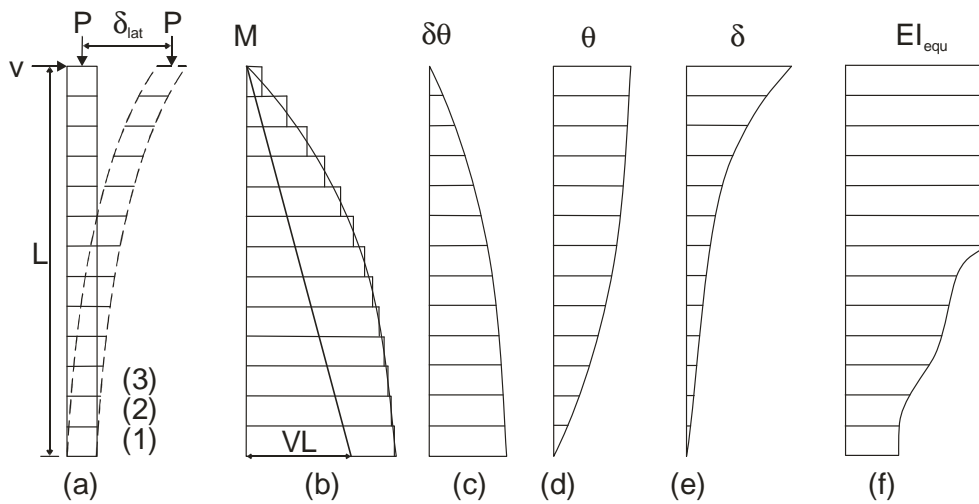 P δlat P
M δθ θ δ EIequ
v
L
(3)
(2)
(1)
VL
(a) (b) (c) (d) (e) (f)